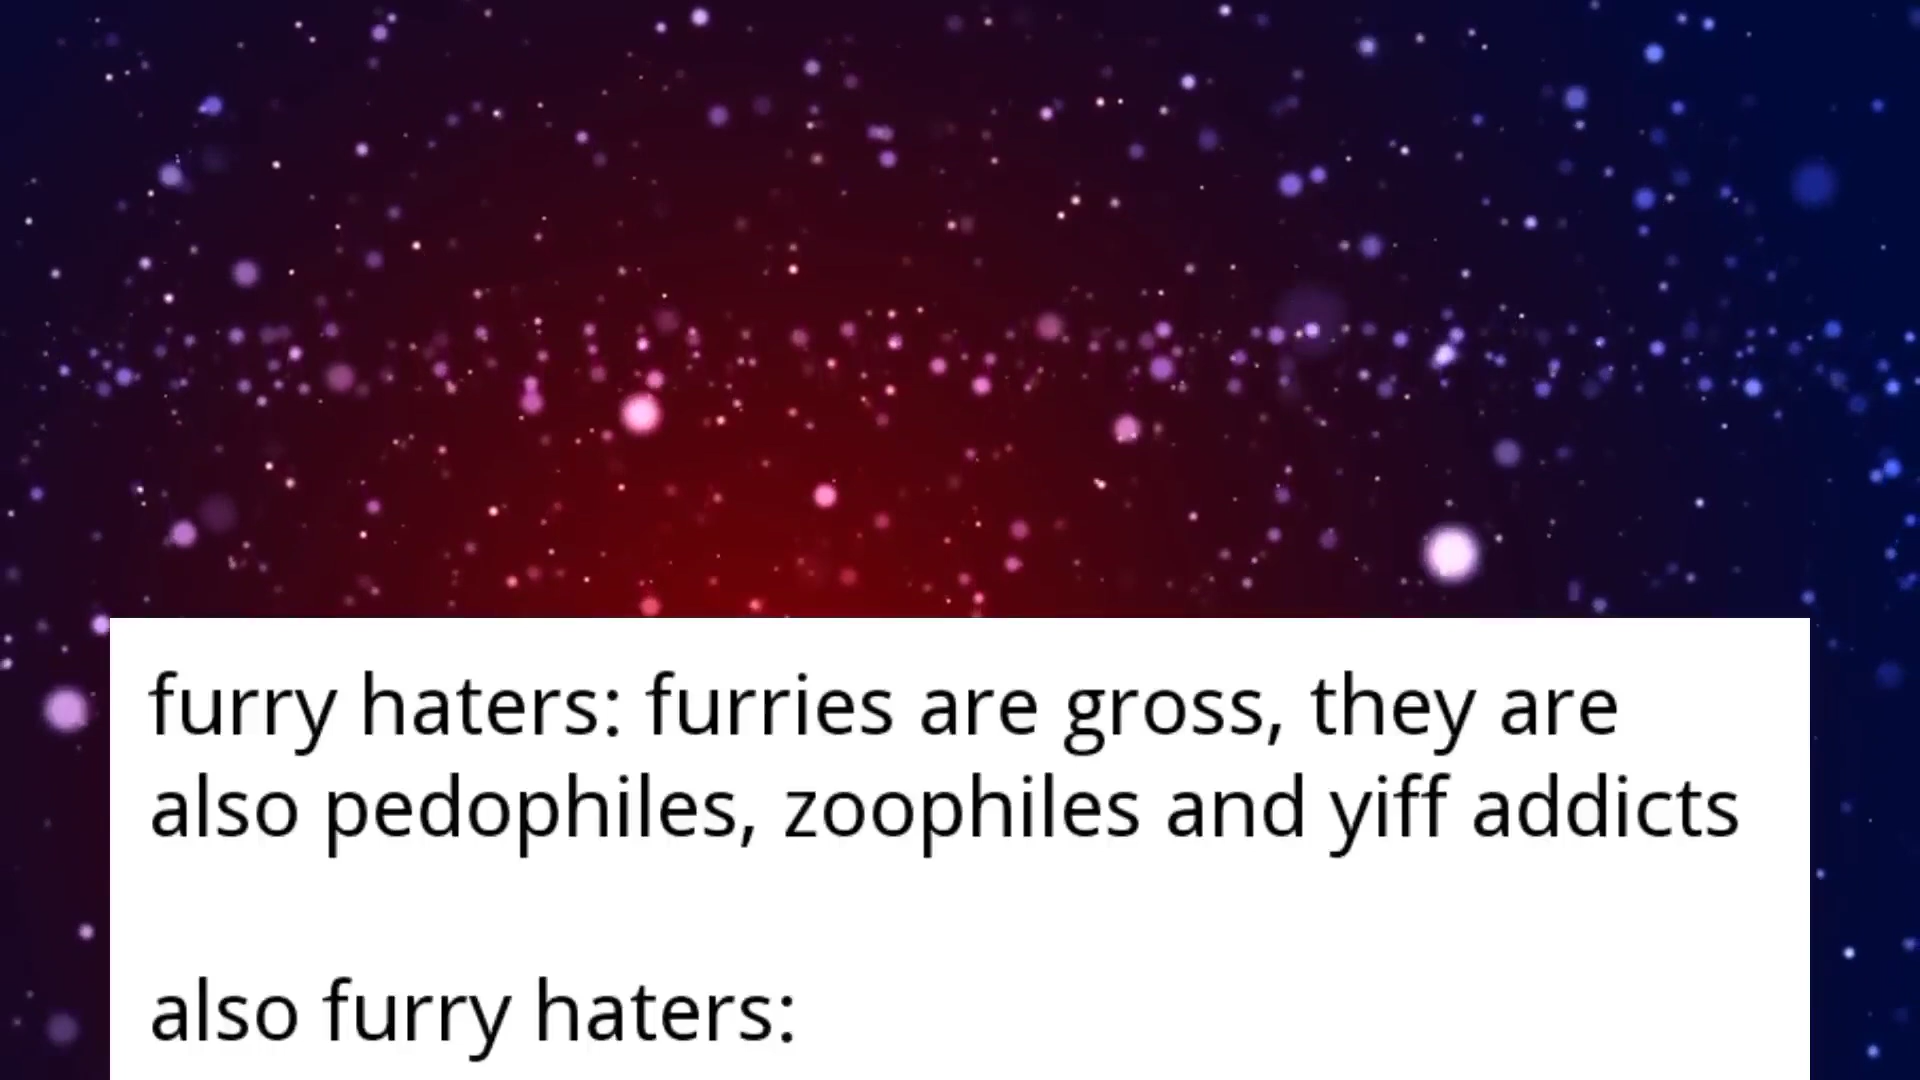 furry haters: furries are gross, they are
also pedophiles, zoophiles and yiff addicts
also furry haters: